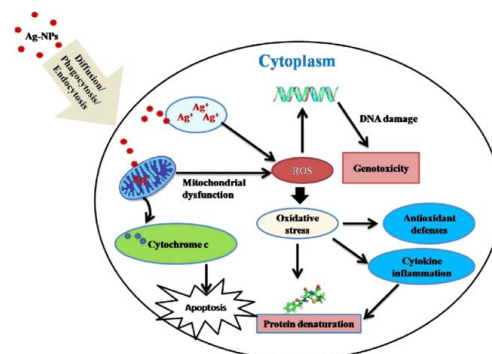 Ag-NPs
Diffusion/
Phagocytosis/
Endocytosis
Cytoplasm
Ag⁺
Ag⁺ Ag⁺
DNA damage
ROS
Genotoxicity
Mitochondrial
dysfunction
Oxidative
stress
Antioxidant
defenses
Cytochrome c
Cytokine
inflammation
Apoptosis
Protein denaturation